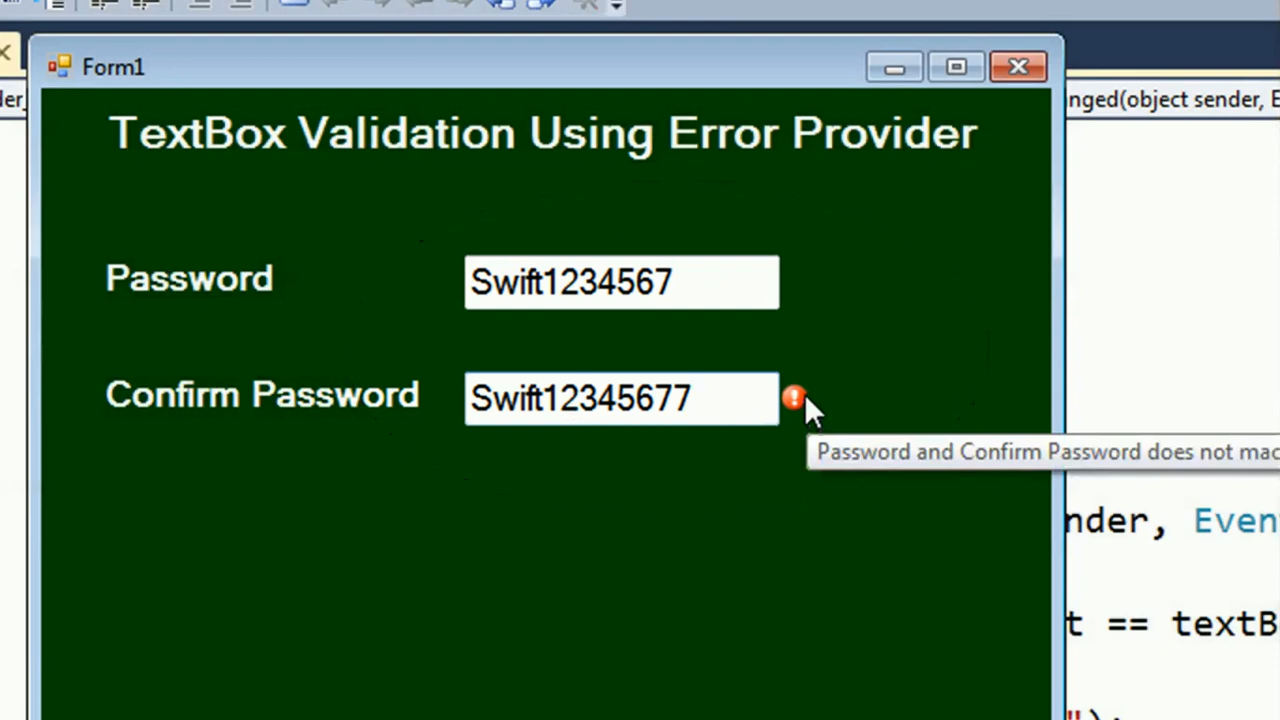 Form1
nged(object sender, E
TextBox Validation Using Error Provider
Password
Swift1234567
Confirm Password
Swift12345677
Password and Confirm Password does not mac
nder, Even
t == textB
");